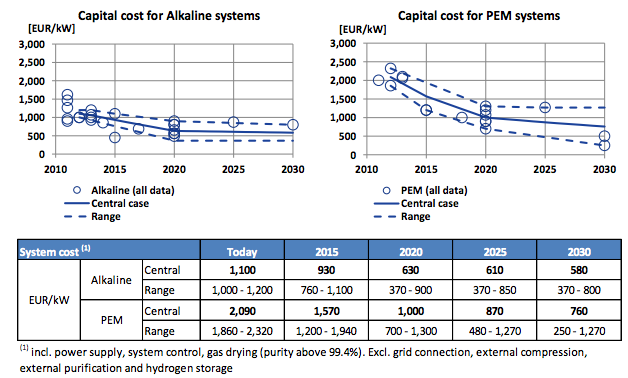 Capital cost for Alkaline systems
[EUR/kW]
3,000
2,500
2,000
1,500
1,000
500
0
2010 2015 2020 2025 2030
Alkaline (all data)
Central case
Range
Capital cost for PEM systems
[EUR/kW]
3,000
2,500
2,000
1,500
1,000
500
0
2010 2015 2020 2025 2030
PEM (all data)
Central case
Range
System cost (1) Today 2015 2020 2025 2030
EUR/kW
Alkaline
Central 1,100 930 630 610 580
Range 1,000 - 1,200 760 - 1,100 370 - 900 370 - 850 370 - 800
PEM
Central 2,090 1,570 1,000 870 760
Range 1,860 - 2,320 1,200 - 1,940 700 - 1,300 480 - 1,270 250 - 1,270
(1) incl. power supply, system control, gas drying (purity above 99.4%). Excl. grid connection, external compression,
external purification and hydrogen storage